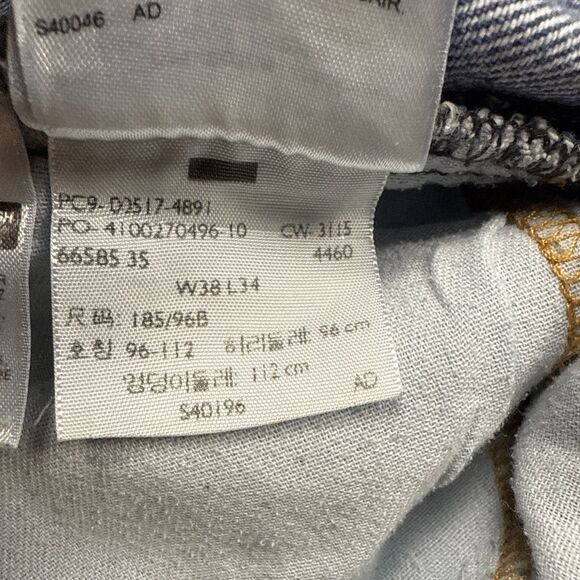 S40046 AD
PC9-D3517-4891
PO- 4100270496-10 CW- 3115
66585 35 4460
W38 L34
尺 码: 185/96B
호칭 96-112 허리둘레: 96 cm
엉덩이둘레: 112 cm
S40196 AD